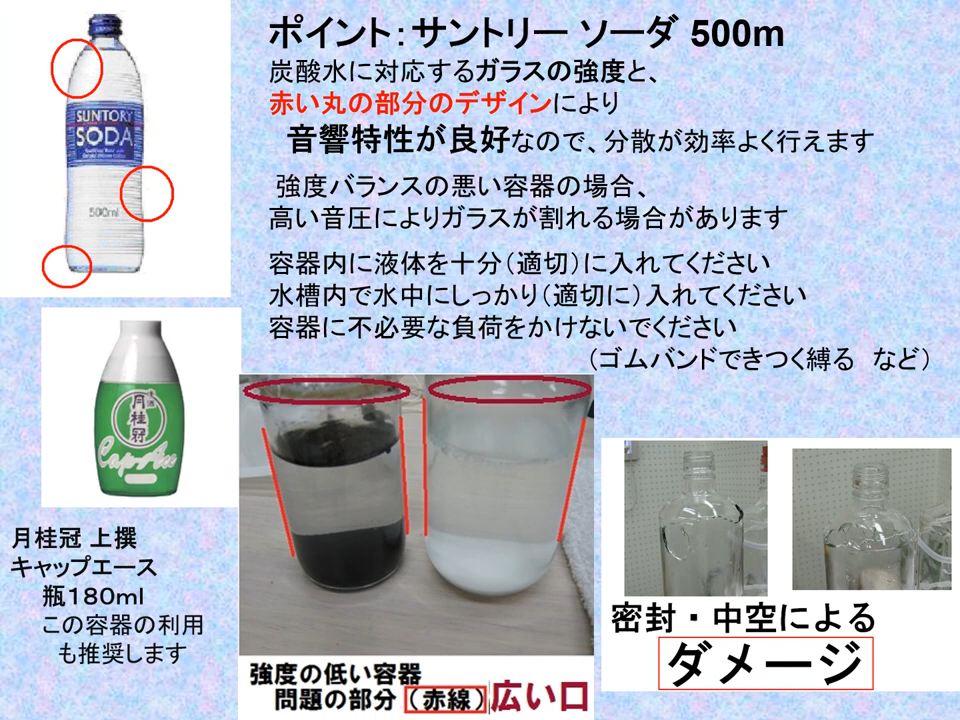 ポイント：サントリー ソーダ 500m
炭酸水に対応するガラスの強度と、
赤い丸の部分のデザインにより
音響特性が良好なので、分散が効率よく行えます
強度バランスの悪い容器の場合、
高い音圧によりガラスが割れる場合があります
容器内に液体を十分（適切）に入れてください
水槽内で水中にしっかり（適切に）入れてください
容器に不必要な負荷をかけないでください
（ゴムバンドできつく縛る　など）
SUNTORY
SODA
500ml
月桂冠
Cap Ace
月桂冠 上撰
キャップエース
瓶１８０ｍｌ
この容器の利用
も推奨します
強度の低い容器
問題の部分（赤線）広い口
密封・中空による
ダメージ